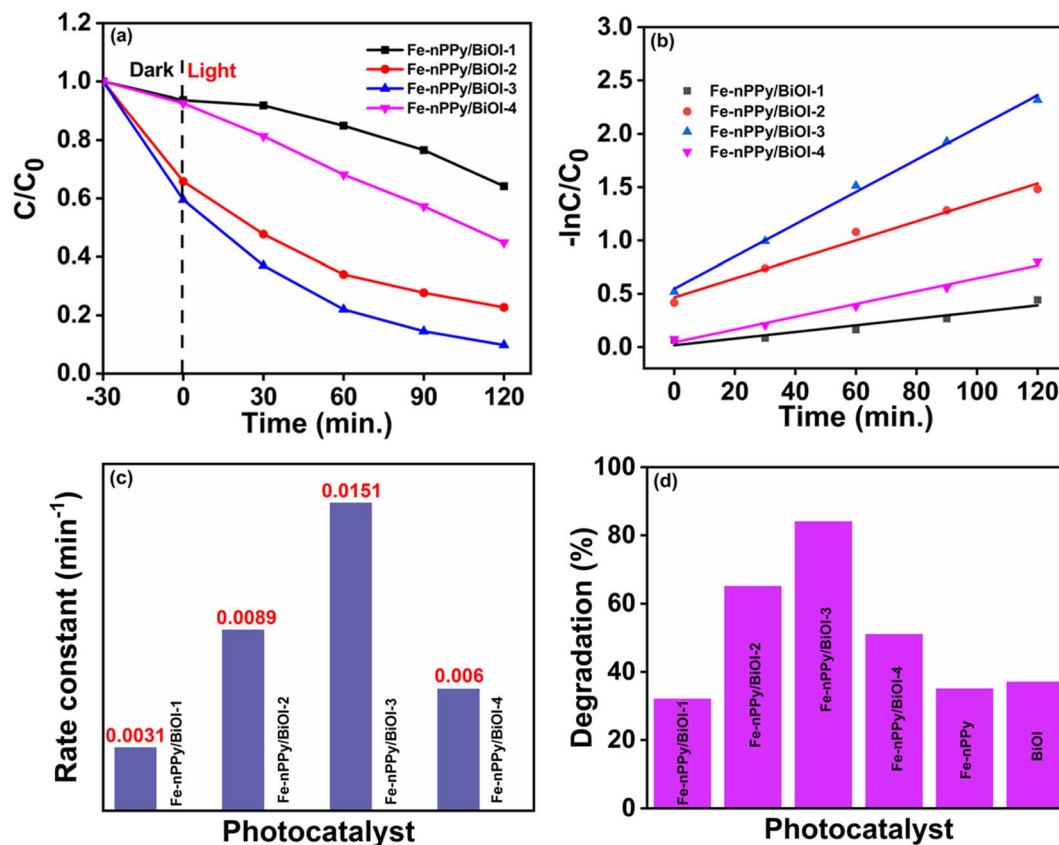 (a)
Dark
Light
Fe-nPPy/BiOI-1
Fe-nPPy/BiOI-2
Fe-nPPy/BiOI-3
Fe-nPPy/BiOI-4
C/C0
1.2
1.0
0.8
0.6
0.4
0.2
0.0
-30 0 30 60 90 120
Time (min.)
(b)
Fe-nPPy/BiOI-1
Fe-nPPy/BiOI-2
Fe-nPPy/BiOI-3
Fe-nPPy/BiOI-4
-lnC/C0
3.0
2.5
2.0
1.5
1.0
0.5
0.0
0 20 40 60 80 100 120
Time (min.)
(c)
Rate constant (min-1)
0.0031
0.0089
0.0151
0.006
Fe-nPPy/BiOI-1
Fe-nPPy/BiOI-2
Fe-nPPy/BiOI-3
Fe-nPPy/BiOI-4
Photocatalyst
(d)
Degradation (%)
100
80
60
40
20
0
Fe-nPPy/BiOI-1
Fe-nPPy/BiOI-2
Fe-nPPy/BiOI-3
Fe-nPPy/BiOI-4
Fe-nPPy
BiOI
Photocatalyst